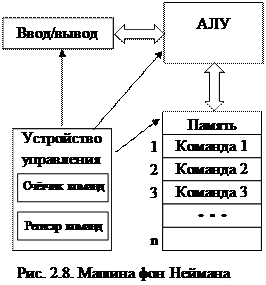 Ввод/вывод
АЛУ
Устройство
управления
Счётчик команд
Регистр команд
Память
1 Команда 1
2 Команда 2
3 Команда 3
- - -
n
Рис. 2.8. Машина фон Неймана